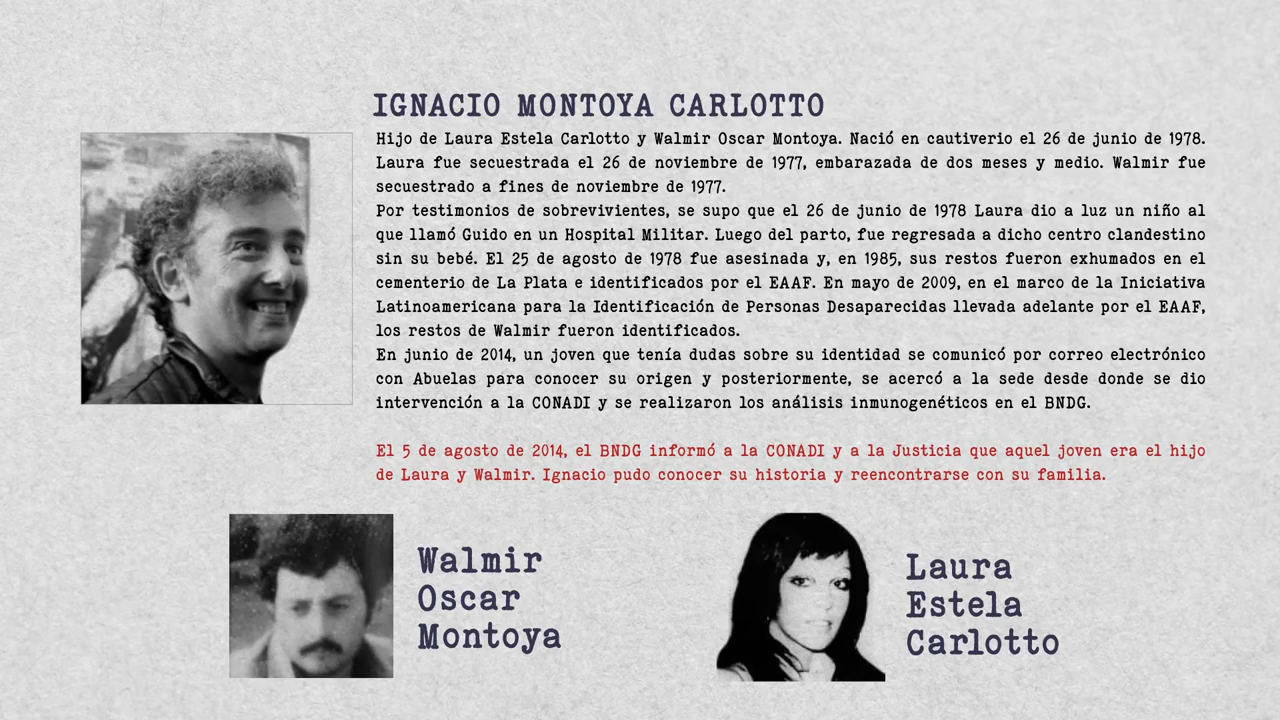 IGNACIO MONTOYA CARLOTTO
Hijo de Laura Estela Carlotto y Walmir Oscar Montoya. Nació en cautiverio el 26 de junio de 1978.
Laura fue secuestrada el 26 de noviembre de 1977, embarazada de dos meses y medio. Walmir fue
secuestrado a fines de noviembre de 1977.
Por testimonios de sobrevivientes, se supo que el 26 de junio de 1978 Laura dio a luz un niño al
que llamó Guido en un Hospital Militar. Luego del parto, fue regresada a dicho centro clandestino
sin su bebé. El 25 de agosto de 1978 fue asesinada y, en 1985, sus restos fueron exhumados en el
cementerio de La Plata e identificados por el EAAF. En mayo de 2009, en el marco de la Iniciativa
Latinoamericana para la Identificación de Personas Desaparecidas llevada adelante por el EAAF,
los restos de Walmir fueron identificados.
En junio de 2014, un joven que tenía dudas sobre su identidad se comunicó por correo electrónico
con Abuelas para conocer su origen y posteriormente, se acercó a la sede desde donde se dio
intervención a la CONADI y se realizaron los análisis inmunogenéticos en el BNDG.
El 5 de agosto de 2014, el BNDG informó a la CONADI y a la Justicia que aquel joven era el hijo
de Laura y Walmir. Ignacio pudo conocer su historia y reencontrarse con su familia.
Walmir
Oscar
Montoya
Laura
Estela
Carlotto